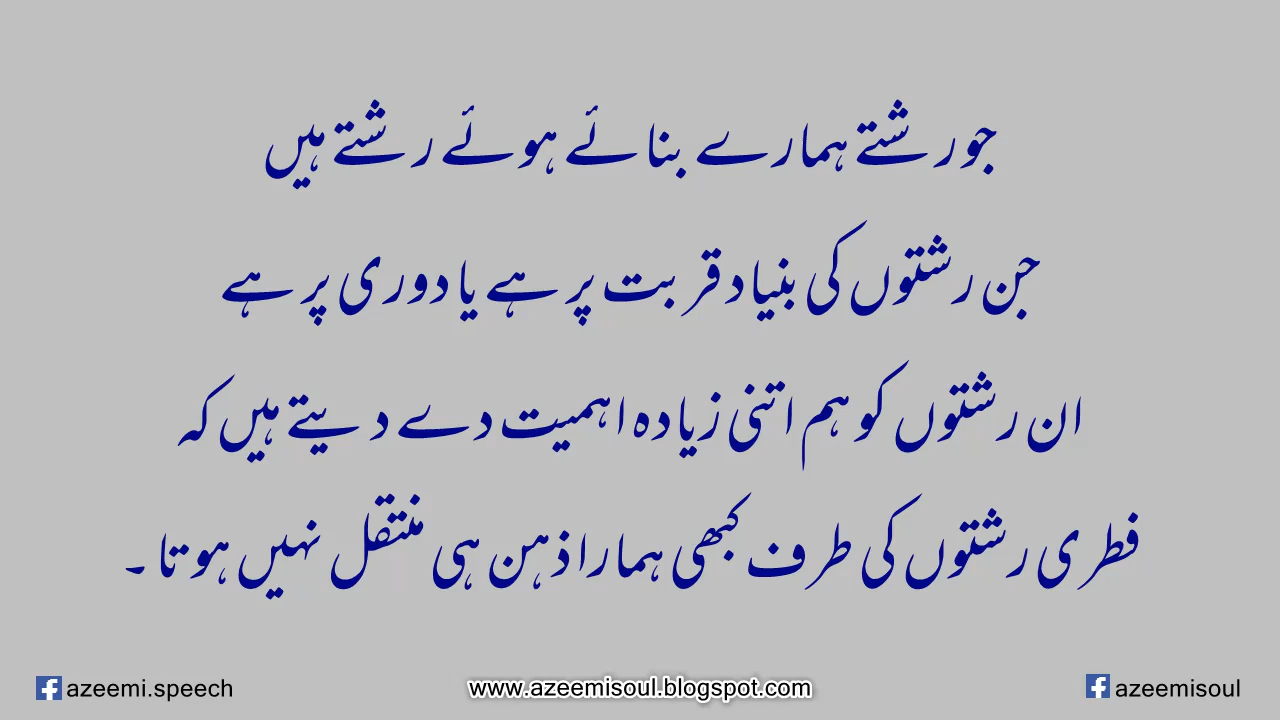 جو رشتے ہمارے بنائے ہوئے رشتے ہیں
جن رشتوں کی بنیاد قربت پر ہے یا دوری پر ہے
ان رشتوں کو ہم اتنی زیادہ اہمیت دے دیتے ہیں کہ
فطری رشتوں کی طرف کبھی ہمارا ذہن ہی منتقل نہیں ہوتا ۔
azeemi.speech
www.azeemisoul.blogspot.com
azeemisoul